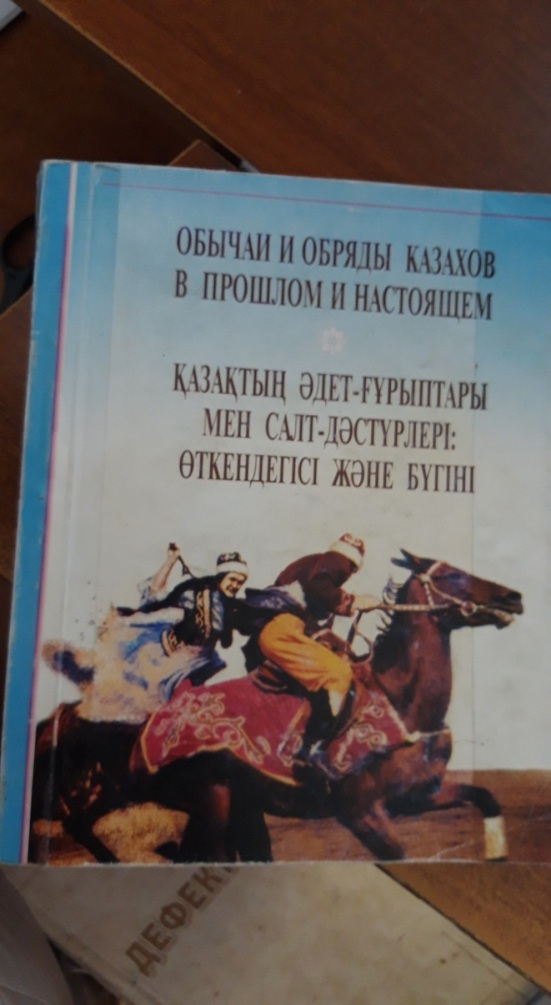 ОБЫЧАИ И ОБРЯДЫ КАЗАХОВ
В ПРОШЛОМ И НАСТОЯЩЕМ
ҚАЗАҚТЫҢ ӘДЕТ-ҒҰРЫПТАРЫ
МЕН САЛТ-ДӘСТҮРЛЕРІ:
ӨТКЕНДЕГІСІ ЖӘНЕ БҮГІНІ